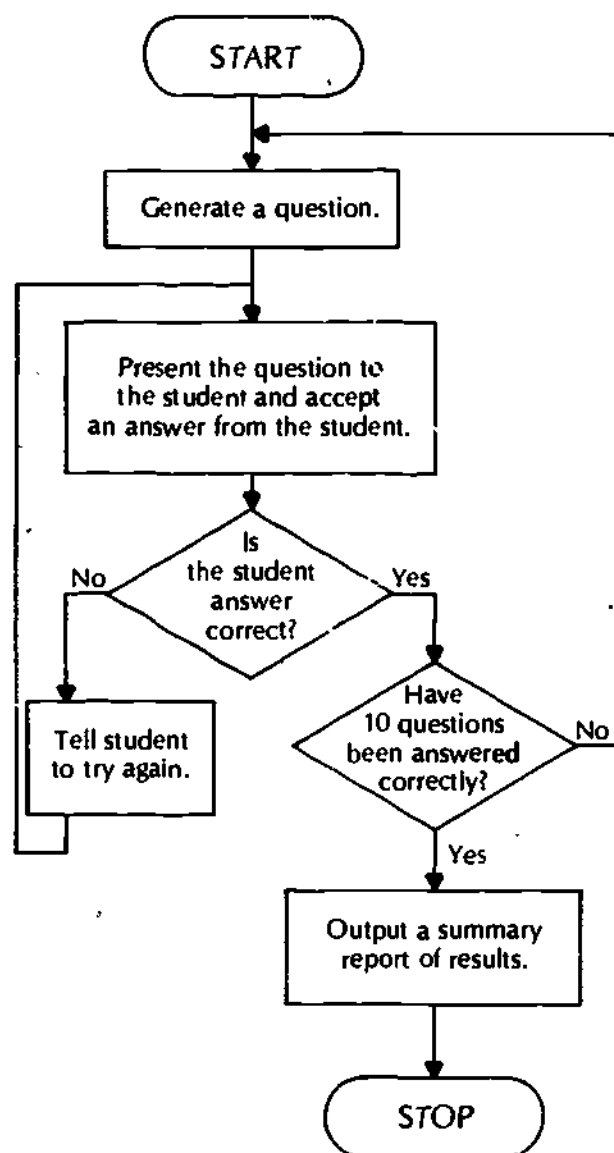 START
Generate a question.
Present the question to
the student and accept
an answer from the student.
Is
the student
answer
correct?
No
Yes
Tell student
to try again.
Have
10 questions
been answered
correctly?
No
Yes
Output a summary
report of results.
STOP